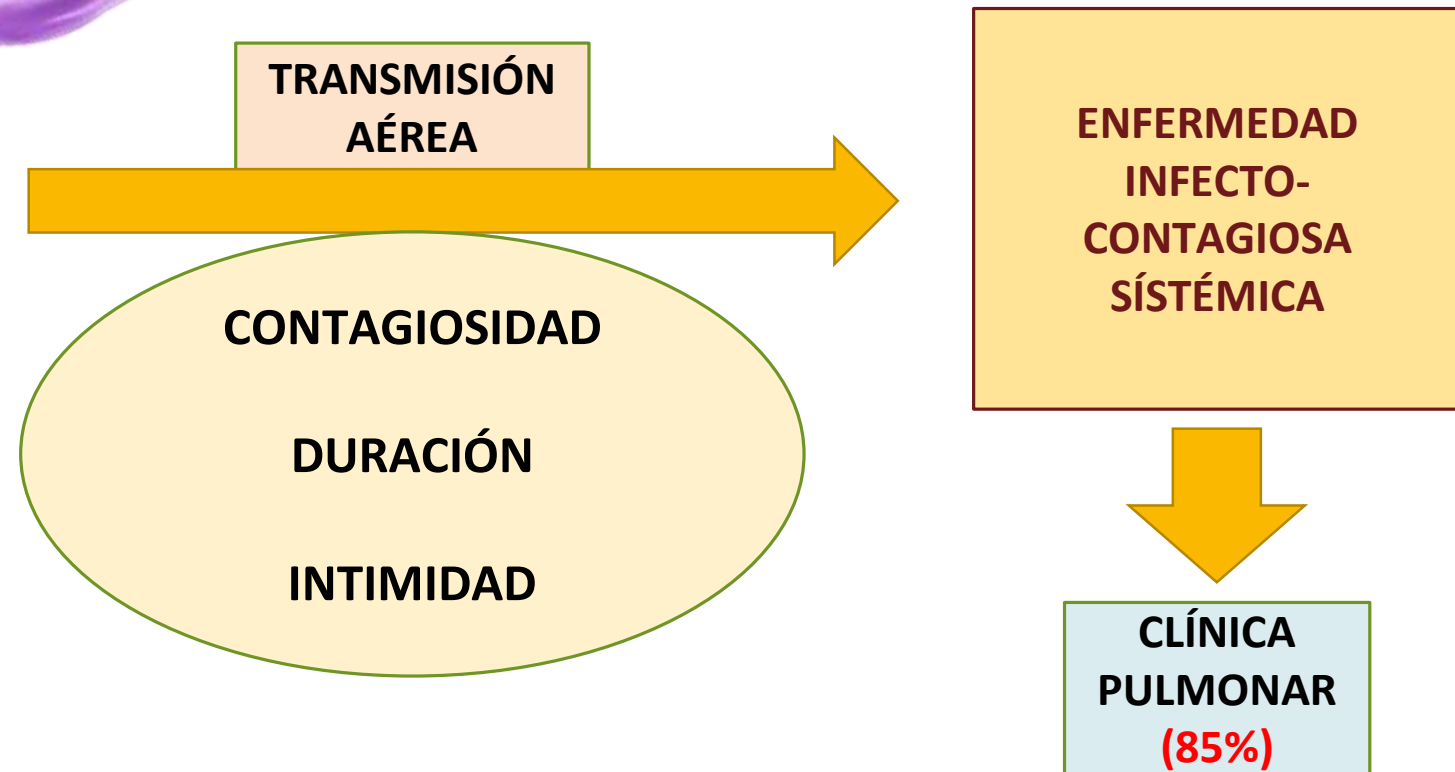 TRANSMISIÓN
AÉREA
CONTAGIOSIDAD
DURACIÓN
INTIMIDAD
ENFERMEDAD
INFECTO-
CONTAGIOSA
SÍSTÉMICA
CLÍNICA
PULMONAR
(85%)